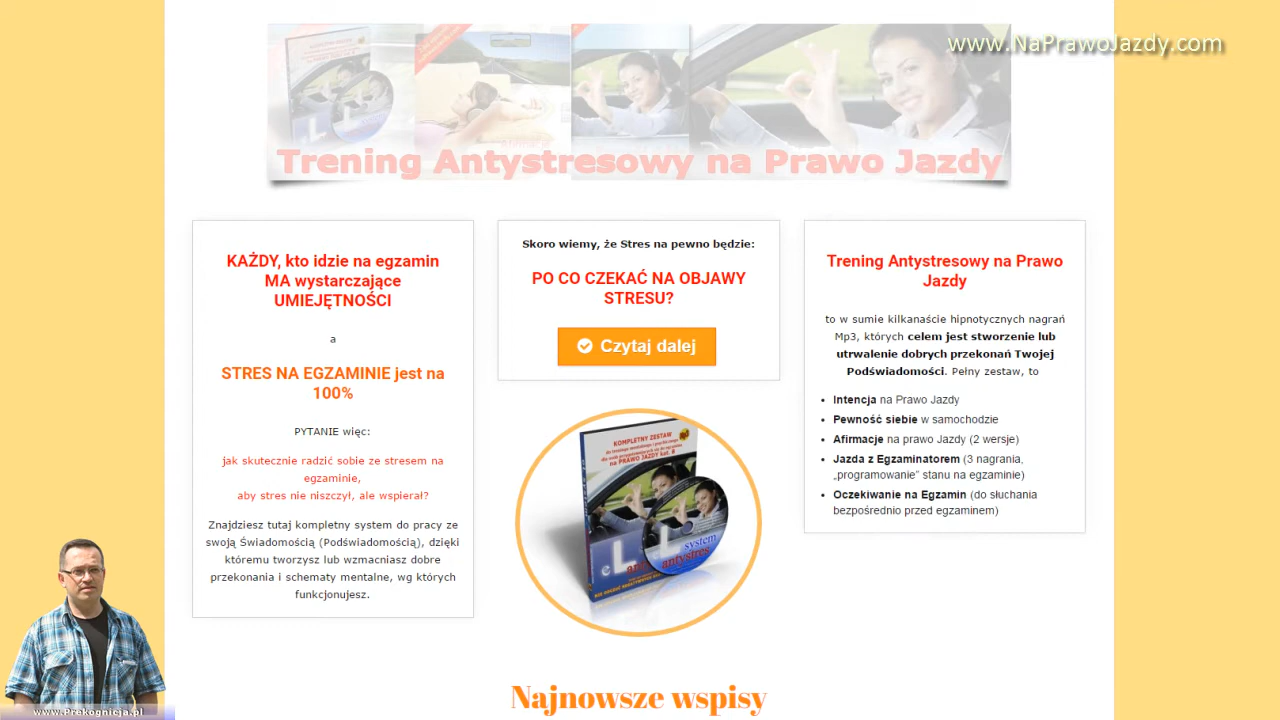 www.NaPrawoJazdy.com
Trening Antystresowy na Prawo Jazdy
KAŻDY, kto idzie na egzamin
MA wystarczające
UMIEJĘTNOŚCI
a
STRES NA EGZAMINIE jest na
100%
PYTANIE więc:
jak skutecznie radzić sobie ze stresem na
egzaminie,
aby stres nie niszczył, ale wspierał?
Znajdziesz tutaj kompletny system do pracy ze
swoją Świadomością (Podświadomością), dzięki
któremu tworzysz lub wzmacniasz dobre
przekonania i schematy mentalne, wg których
funkcjonujesz.
Skoro wiemy, że Stres na pewno będzie:
PO CO CZEKAĆ NA OBJAWY
STRESU?
Czytaj dalej
KOMPLETNY ZESTAW
na PRAWO JAZDY kat. B
L
L system
antystres
Trening Antystresowy na Prawo
Jazdy
to w sumie kilkanaście hipnotycznych nagrań
Mp3, których celem jest stworzenie lub
utrwalenie dobrych przekonań Twojej
Podświadomości. Pełny zestaw, to
• Intencja na Prawo Jazdy
• Pewność siebie w samochodzie
• Afirmacje na prawo Jazdy (2 wersje)
• Jazda z Egzaminatorem (3 nagrania,
„programowanie” stanu na egzaminie)
• Oczekiwanie na Egzamin (do słuchania
bezpośrednio przed egzaminem)
Najnowsze wspisy
www.Prekognicja.pl